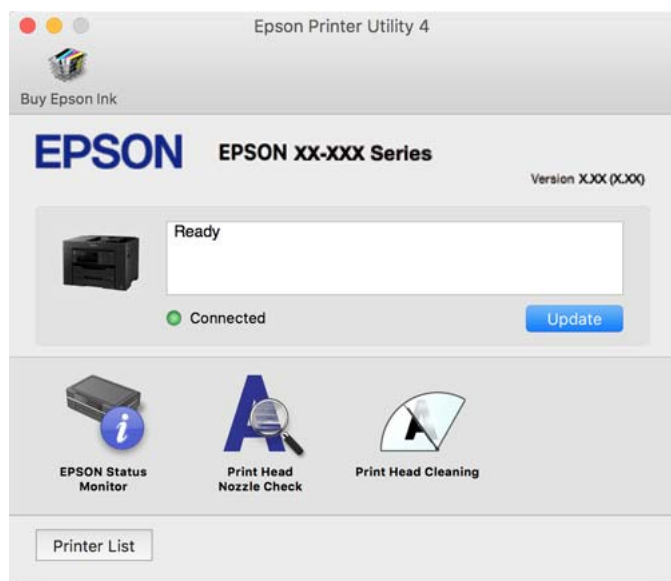 Epson Printer Utility 4
Buy Epson Ink
EPSON
EPSON XX-XXX Series
Version X.XX (X.XX)
Ready
Connected
Update
EPSON Status
Monitor
Print Head
Nozzle Check
Print Head Cleaning
Printer List